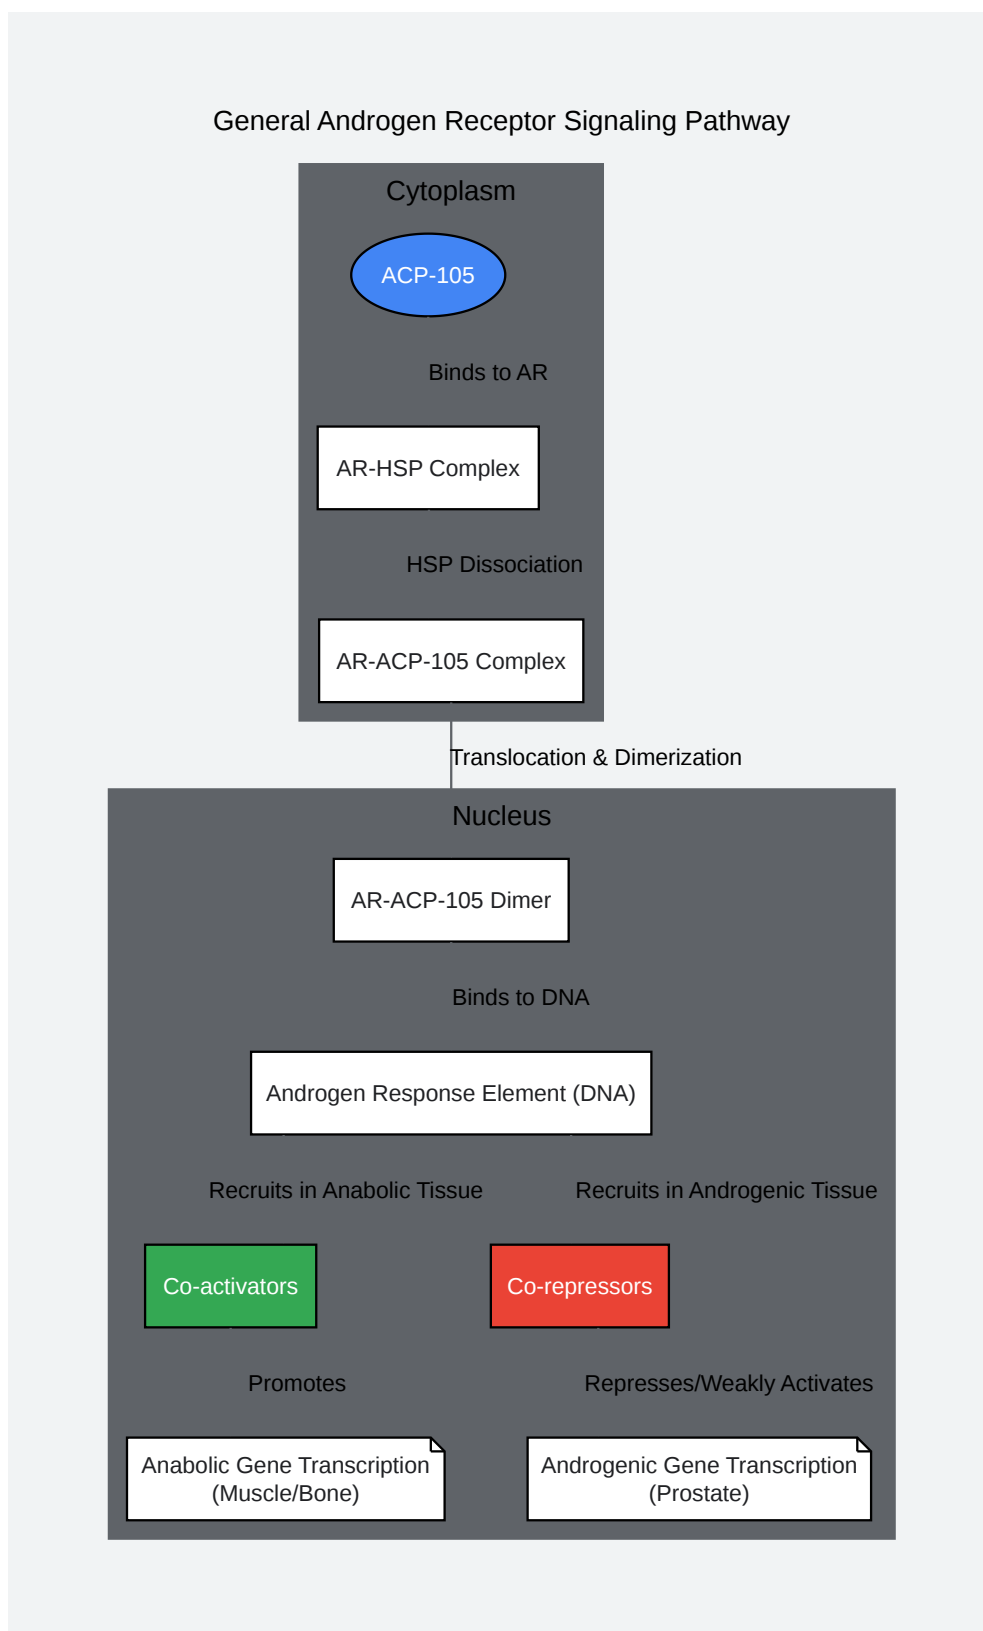 General Androgen Receptor Signaling Pathway
Cytoplasm
ACP-105
Binds to AR
AR-HSP Complex
HSP Dissociation
AR-ACP-105 Complex
Translocation & Dimerization
Nucleus
AR-ACP-105 Dimer
Binds to DNA
Androgen Response Element (DNA)
Recruits in Anabolic Tissue
Recruits in Androgenic Tissue
Co-activators
Co-repressors
Promotes
Represses/Weakly Activates
Anabolic Gene Transcription
(Muscle/Bone)
Androgenic Gene Transcription
(Prostate)